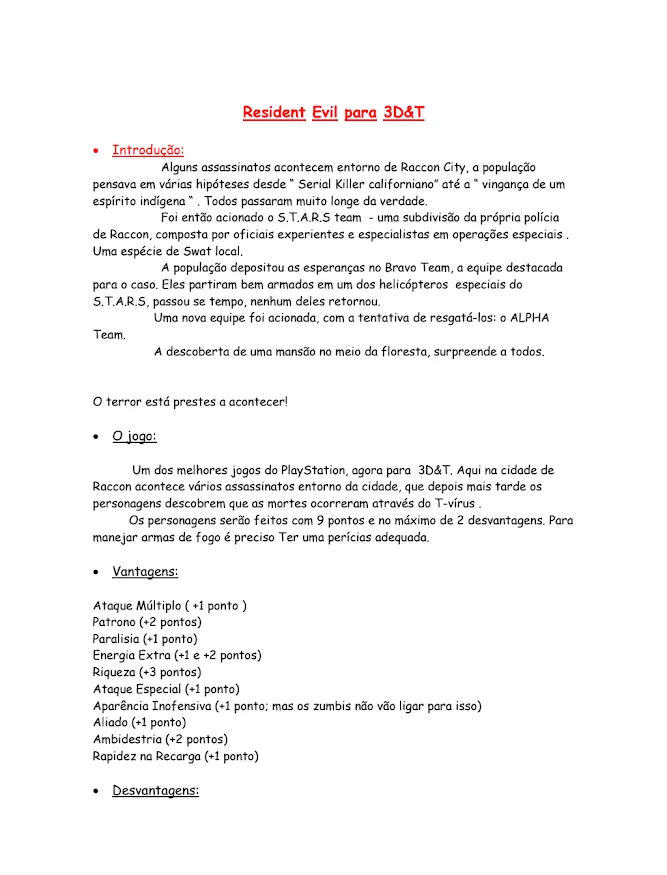 Resident Evil para 3D&T
• Introdução:
Alguns assassinatos acontecem entorno de Raccon City, a população
pensava em várias hipóteses desde “ Serial Killer californiano” até a “ vingança de um
espírito indígena “ . Todos passaram muito longe da verdade.
Foi então acionado o S.T.A.R.S team - uma subdivisão da própria polícia
de Raccon, composta por oficiais experientes e especialistas em operações especiais .
Uma espécie de Swat local.
A população depositou as esperanças no Bravo Team, a equipe destacada
para o caso. Eles partiram bem armados em um dos helicópteros especiais do
S.T.A.R.S, passou se tempo, nenhum deles retornou.
Uma nova equipe foi acionada, com a tentativa de resgatá-los: o ALPHA
Team.
A descoberta de uma mansão no meio da floresta, surpreende a todos.
O terror está prestes a acontecer!
• O jogo:
Um dos melhores jogos do PlayStation, agora para 3D&T. Aqui na cidade de
Raccon acontece vários assassinatos entorno da cidade, que depois mais tarde os
personagens descobrem que as mortes ocorreram através do T-vírus .
Os personagens serão feitos com 9 pontos e no máximo de 2 desvantagens. Para
manejar armas de fogo é preciso Ter uma perícias adequada.
• Vantagens:
Ataque Múltiplo ( +1 ponto )
Patrono (+2 pontos)
Paralisia (+1 ponto)
Energia Extra (+1 e +2 pontos)
Riqueza (+3 pontos)
Ataque Especial (+1 ponto)
Aparência Inofensiva (+1 ponto; mas os zumbis não vão ligar para isso)
Aliado (+1 ponto)
Ambidestria (+2 pontos)
Rapidez na Recarga (+1 ponto)
• Desvantagens: